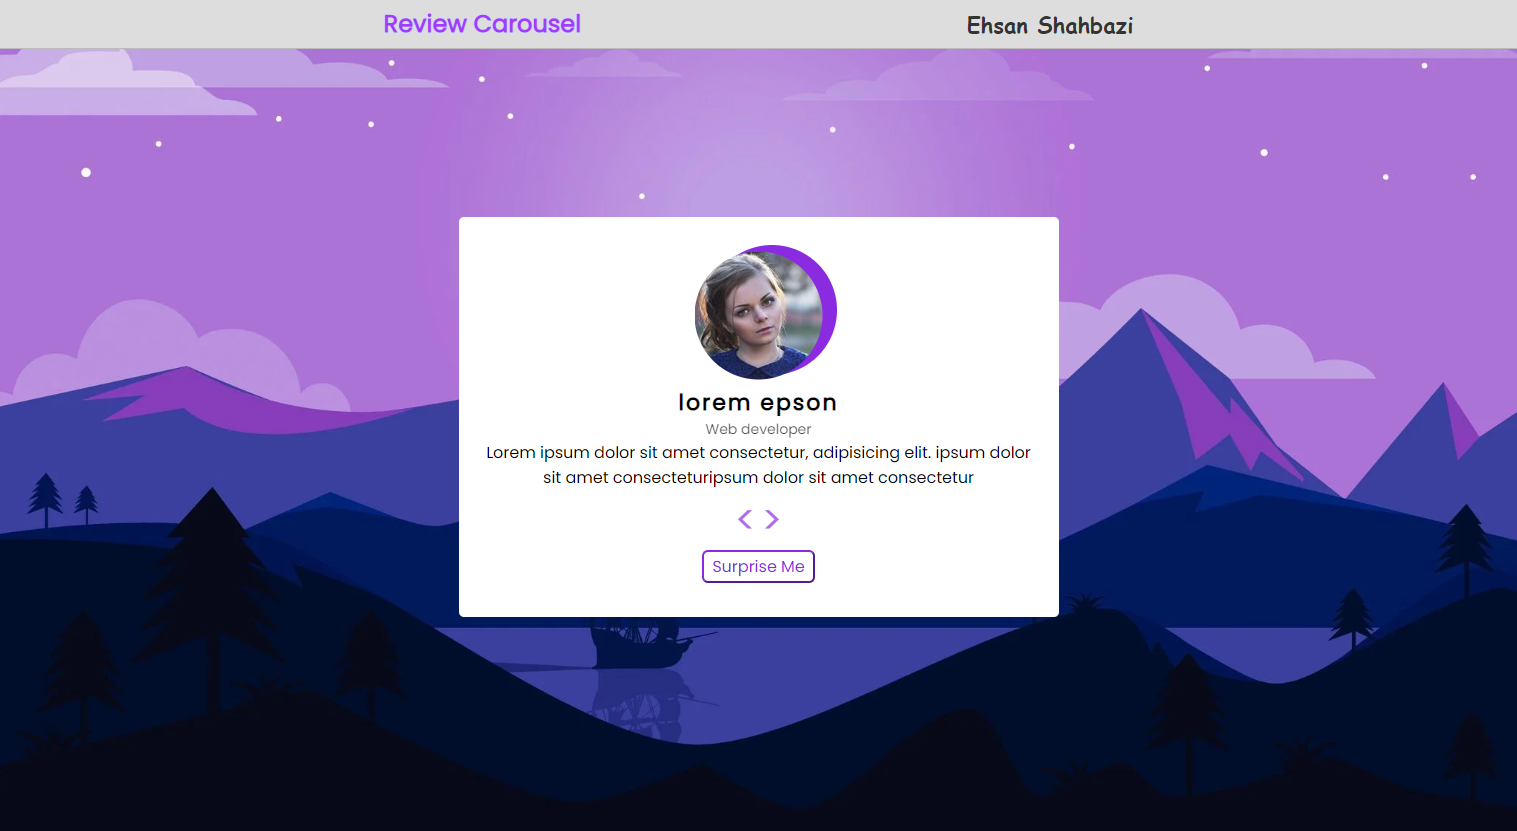 Review Carousel
Ehsan Shahbazi
lorem epson
Web developer
Lorem ipsum dolor sit amet consectetur, adipisicing elit. ipsum dolor
sit amet consecteturipsum dolor sit amet consectetur
Surprise Me